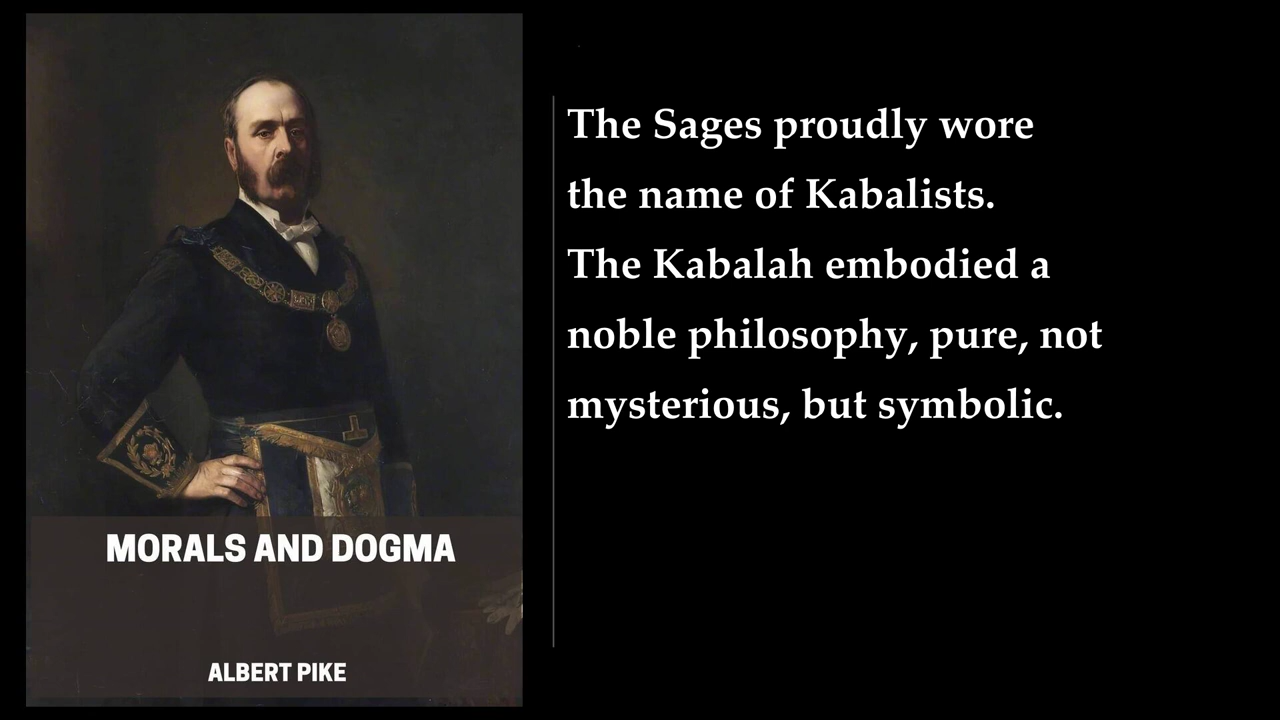 MORALS AND DOGMA
ALBERT PIKE
The Sages proudly wore
the name of Kabalists.
The Kabalah embodied a
noble philosophy, pure, not
mysterious, but symbolic.